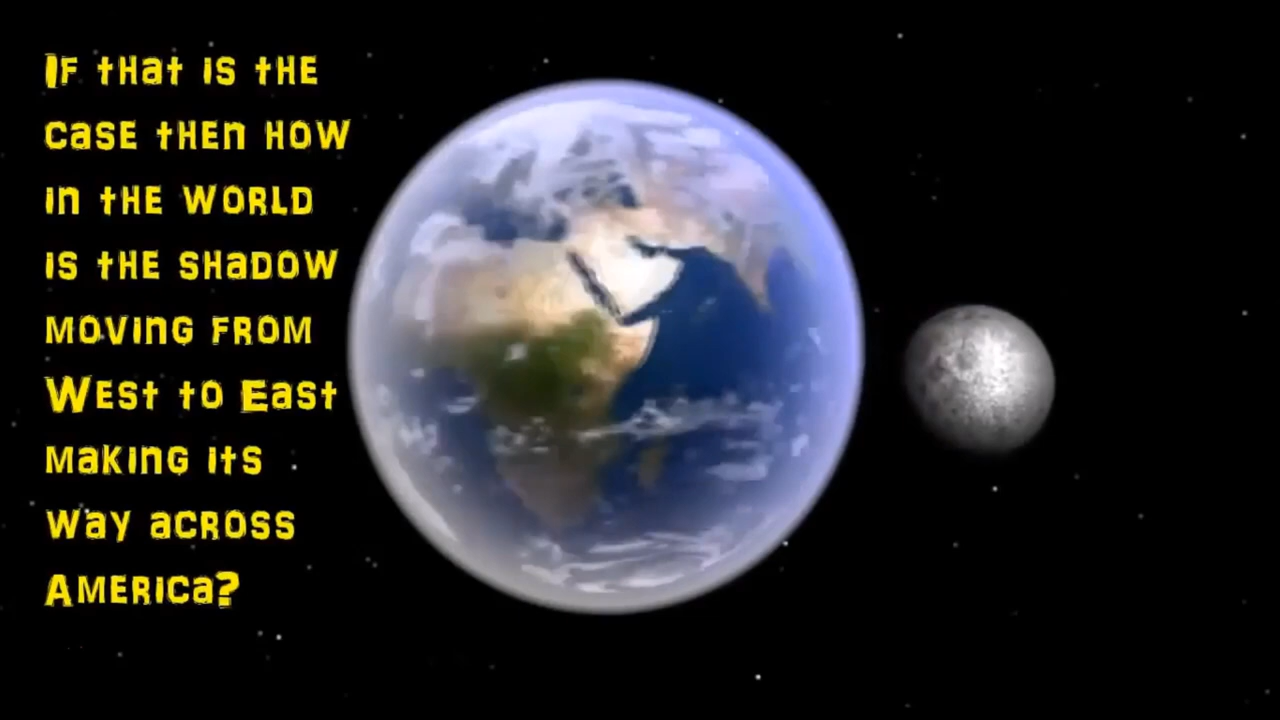 If that is the
case then how
in the world
is the shadow
moving from
West to East
making its
way across
America?